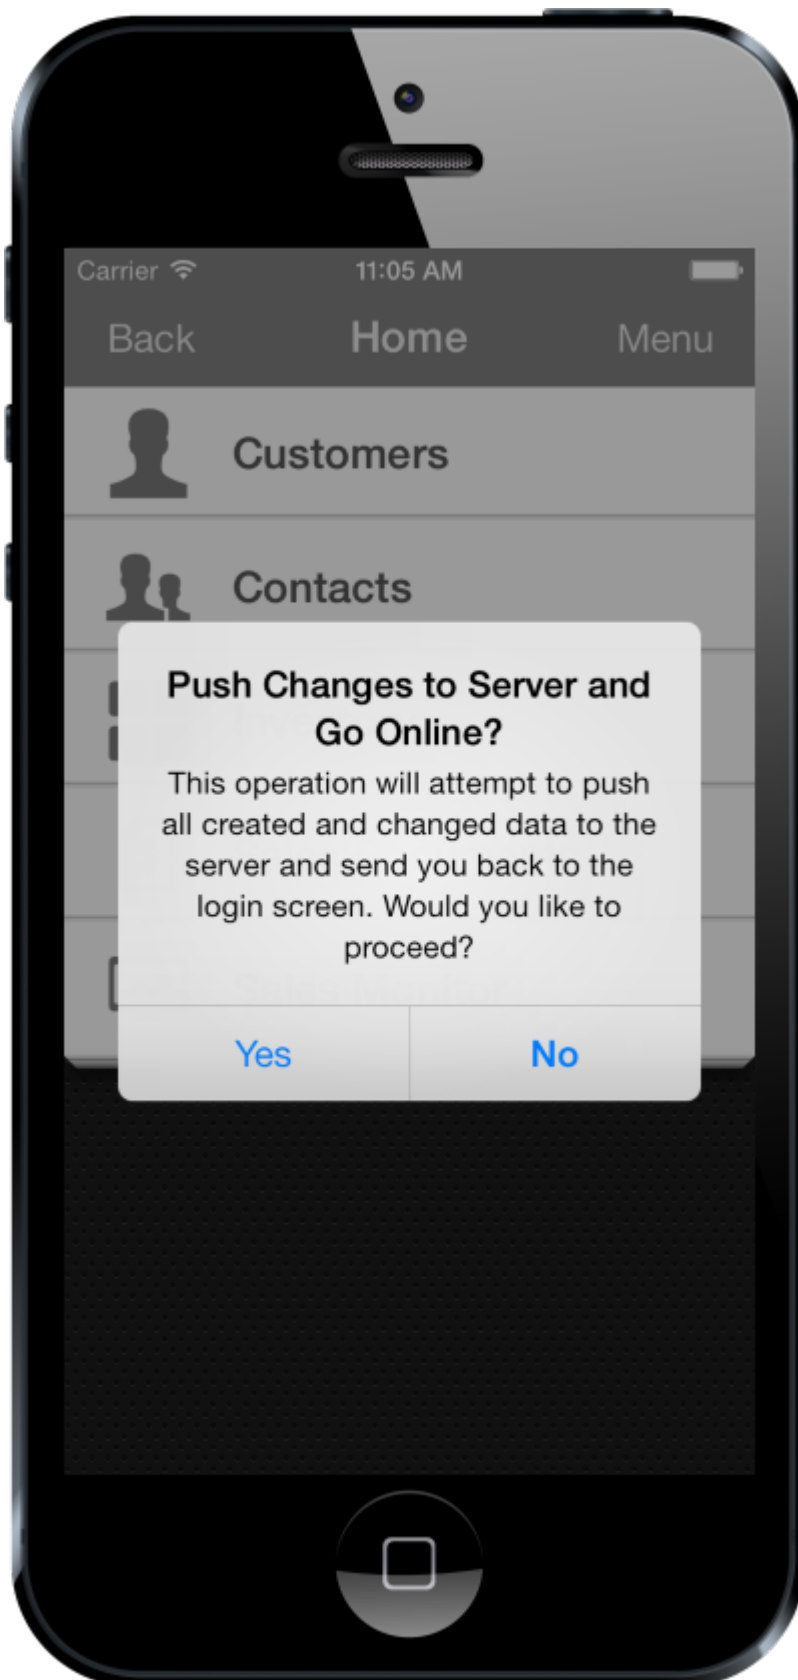 Carrier
11:05 AM
Back
Home
Menu
Customers
Contacts
Push Changes to Server and
Go Online?
This operation will attempt to push
all created and changed data to the
server and send you back to the
login screen. Would you like to
proceed?
Yes
No